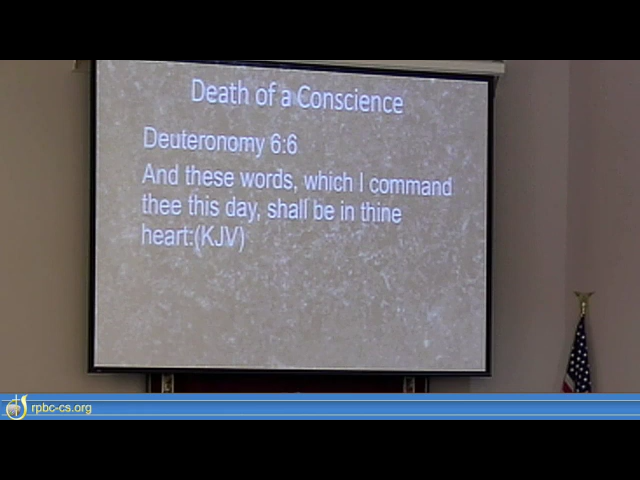 Death of a Conscience
Deuteronomy 6:6
And these words, which I command
thee this day, shall be in thine
heart:(KJV)
rpbc-cs.org